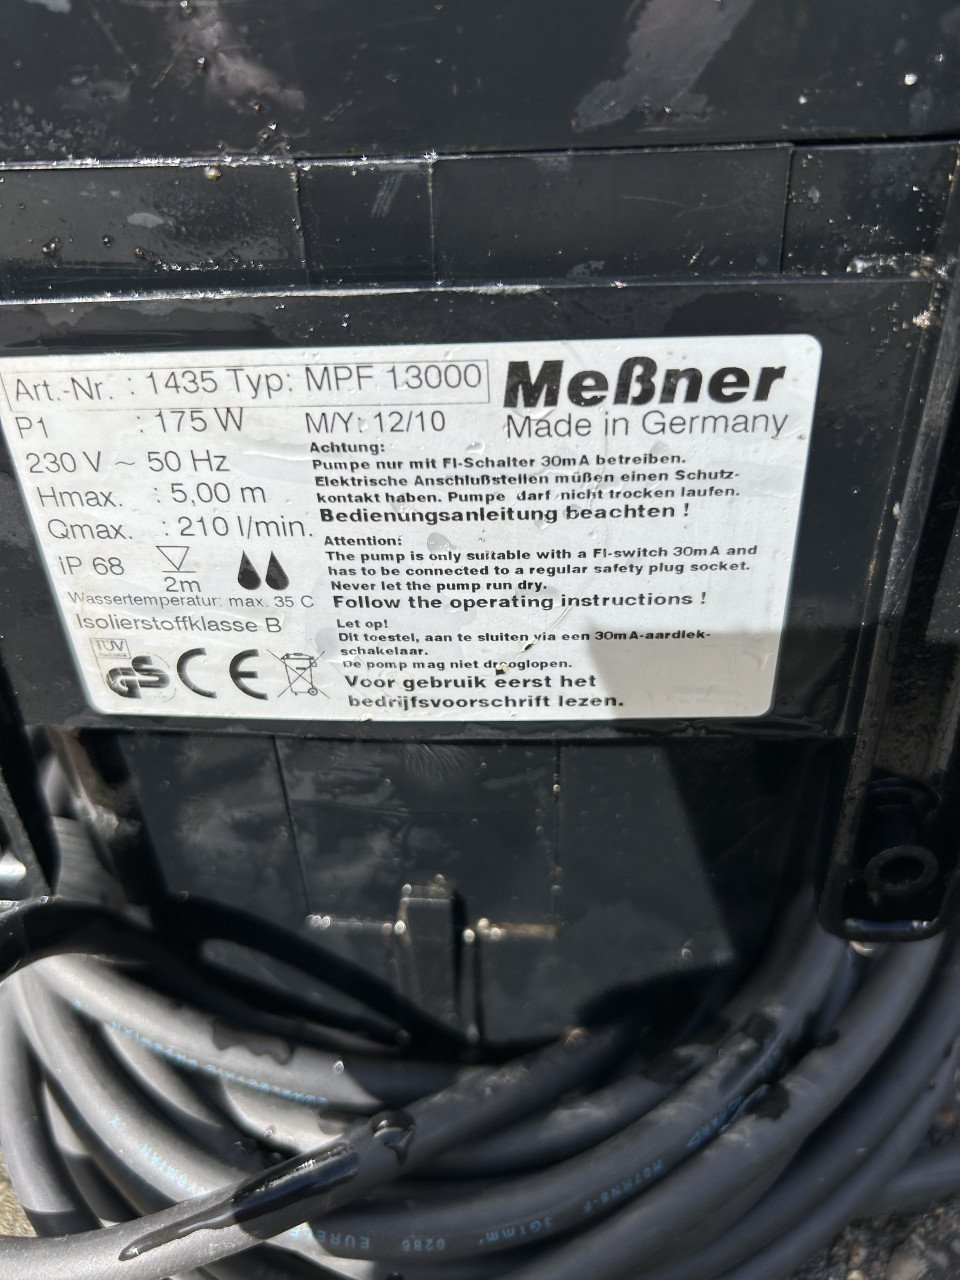 Art.-Nr. : 1435 Typ: MPF 13000
Meßner
Made in Germany
P1 : 175 W M/Y: 12/10
230 V ~ 50 Hz
Hmax. : 5,00 m
Qmax. : 210 l/min.
IP 68 2m
Wassertemperatur: max. 35 C
Isolierstoffklasse B
TÜV
GS CE
Achtung:
Pumpe nur mit FI-Schalter 30mA betreiben.
Elektrische Anschlußstellen müßen einen Schutz-
kontakt haben. Pumpe darf nicht trocken laufen.
Bedienungsanleitung beachten !
Attention:
The pump is only suitable with a FI-switch 30mA and
has to be connected to a regular safety plug socket.
Never let the pump run dry.
Follow the operating instructions !
Let op!
Dit toestel, aan te sluiten via een 30mA-aardlek-
schakelaar.
De pomp mag niet drooglopen.
Voor gebruik eerst het
bedrijfsvoorschrift lezen.
H07RN8-F 3G1mm²
0286